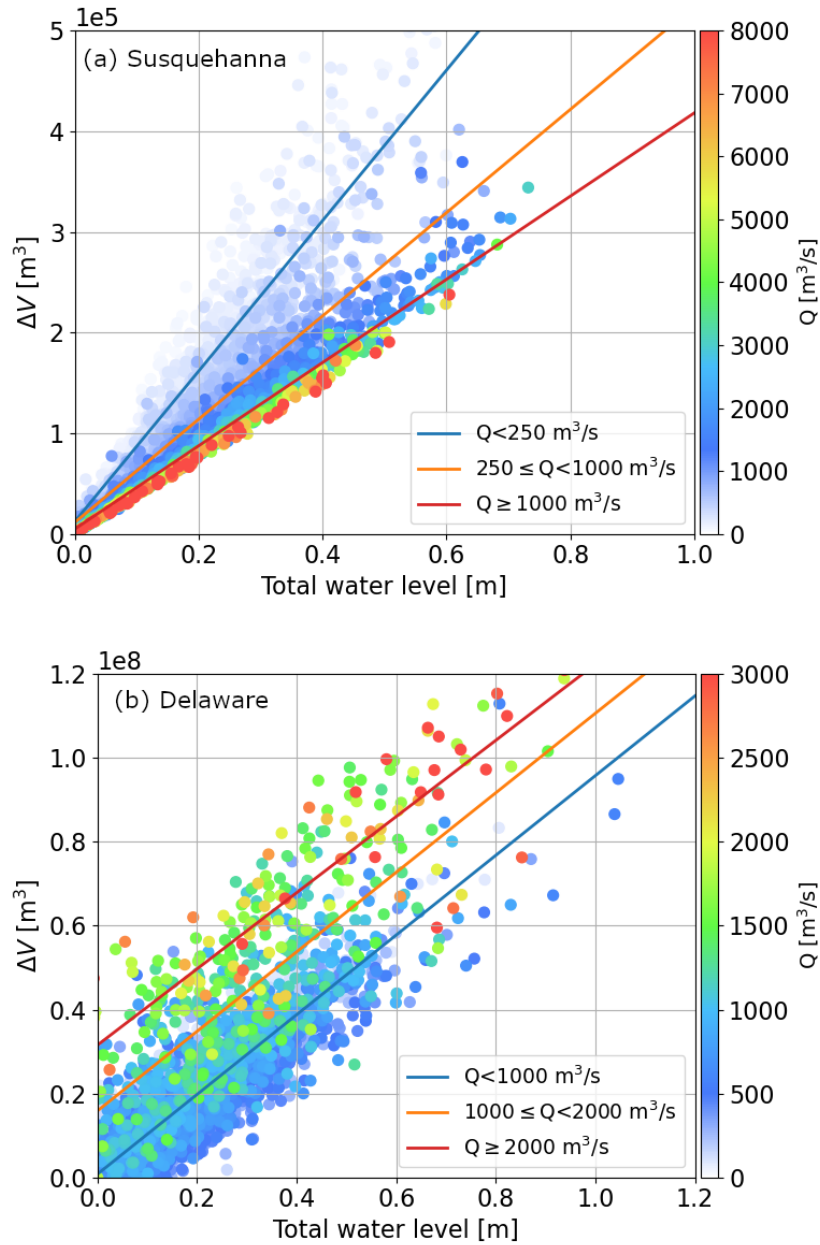 1e5
(a) Susquehanna
5
4
3
2
1
0
ΔV [m³]
0.0 0.2 0.4 0.6 0.8 1.0
Total water level [m]
Q<250 m³/s
250 ≤ Q<1000 m³/s
Q ≥ 1000 m³/s
8000
7000
6000
5000
4000
3000
2000
1000
0
Q [m³/s]
1e8
(b) Delaware
1.2
1.0
0.8
0.6
0.4
0.2
0.0
ΔV [m³]
0.0 0.2 0.4 0.6 0.8 1.0 1.2
Total water level [m]
Q<1000 m³/s
1000 ≤ Q<2000 m³/s
Q ≥ 2000 m³/s
3000
2500
2000
1500
1000
500
0
Q [m³/s]